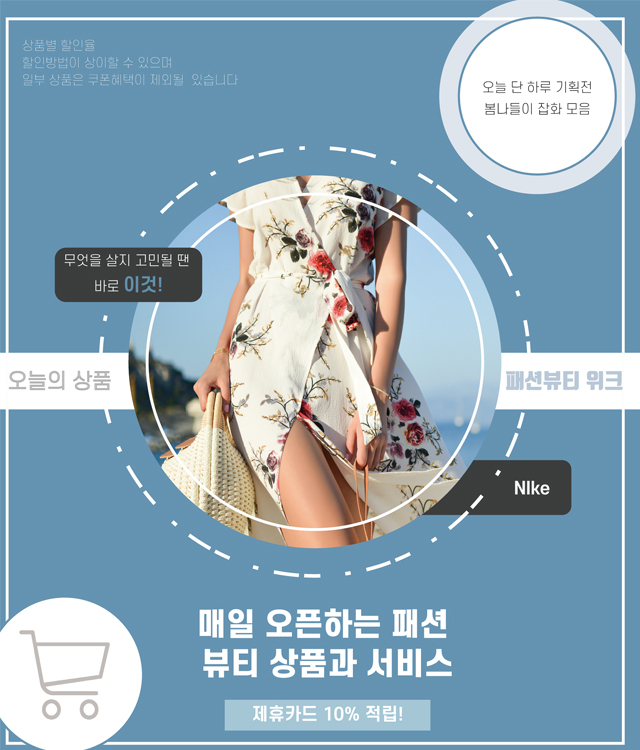 상품별 할인율
할인방법이 상이할 수 있으며
일부 상품은 쿠폰혜택이 제외될 있습니다
오늘 단 하루 기획전
봄나들이 잡화 모음
무엇을 살지 고민될 땐
바로 이것!
오늘의 상품
패션뷰티 위크
NIke
매일 오픈하는 패션
뷰티 상품과 서비스
제휴카드 10% 적립!